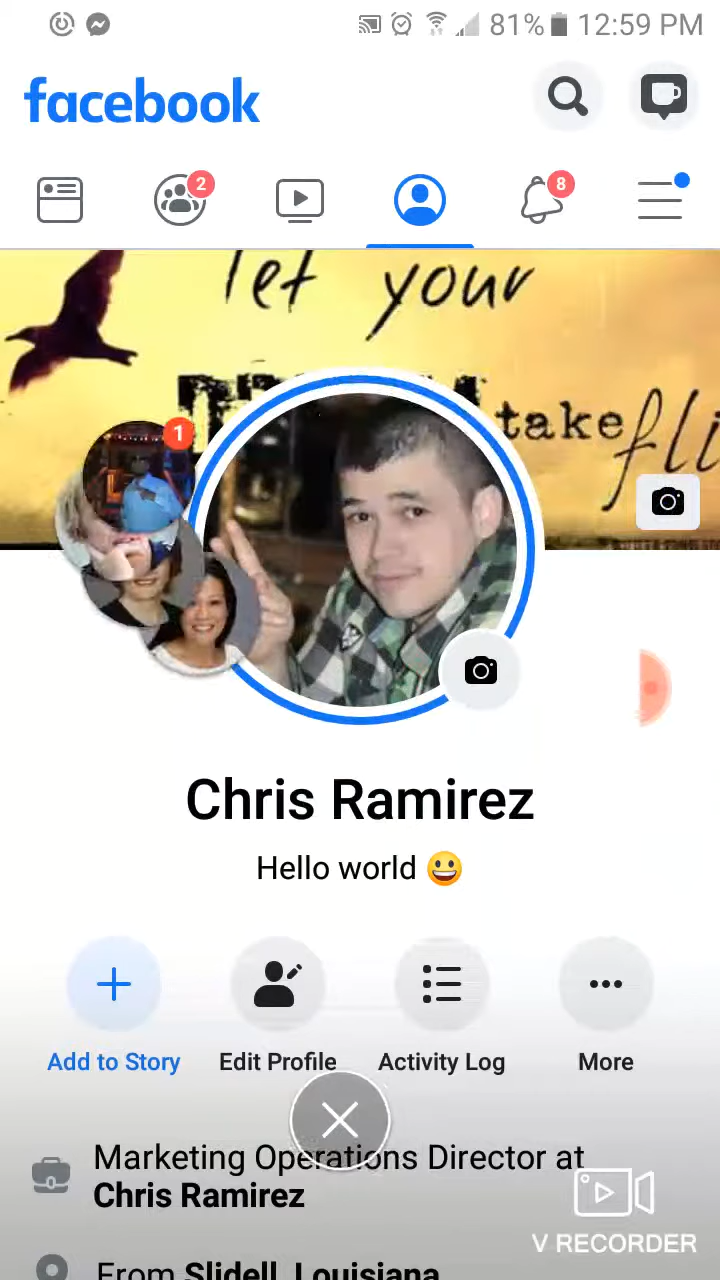 81% 12:59 PM
facebook
2
8
let your
take
1
Chris Ramirez
Hello world 😀
Add to Story Edit Profile Activity Log More
Marketing Operations Director at
Chris Ramirez
From Slidell, Louisiana
V RECORDER